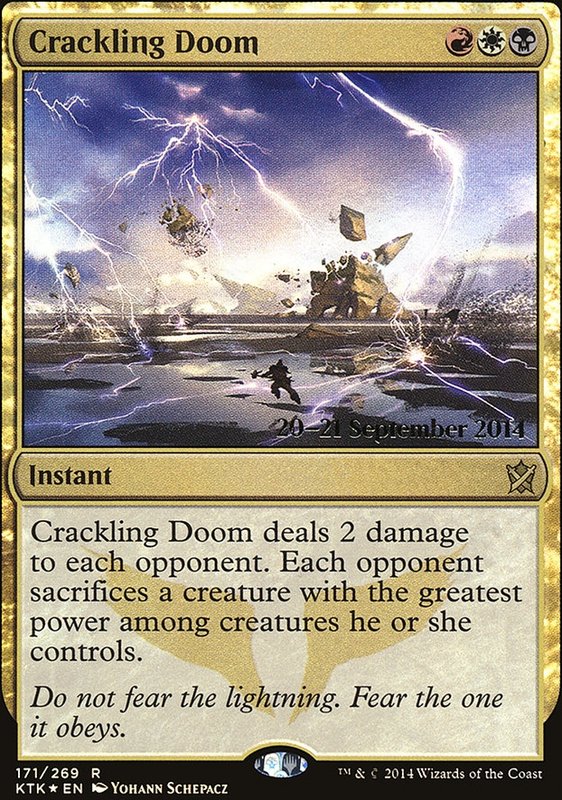 Crackling Doom
20–21 September 2014
Instant
Crackling Doom deals 2 damage
to each opponent. Each opponent
sacrifices a creature with the greatest
power among creatures he or she
controls.
Do not fear the lightning. Fear the one
it obeys.
171/269 R
KTK★EN Yohann Schepacz
™ & © 2014 Wizards of the Coast